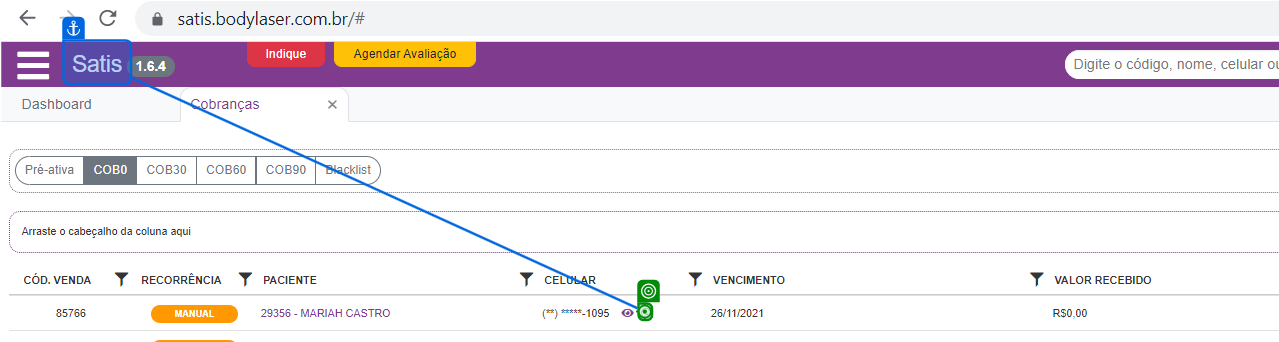 satis.bodylaser.com.br/#
Satis 1.6.4 Indique Agendar Avaliação Digite o código, nome, celular ou
Dashboard Cobranças ×
Pré-ativa COB0 COB30 COB60 COB90 Blacklist
Arraste o cabeçalho da coluna aqui
CÓD. VENDA RECORRÊNCIA PACIENTE CELULAR VENCIMENTO VALOR RECEBIDO
85766 MANUAL 29356 - MARIAH CASTRO (**) *****-1095 26/11/2021 R$0,00